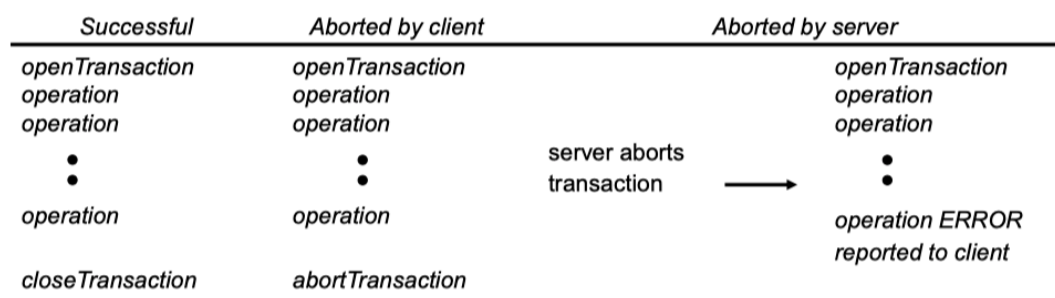 Successful Aborted by client Aborted by server
openTransaction openTransaction openTransaction
operation operation operation
operation operation operation
server aborts
transaction
operation operation operation ERROR
reported to client
closeTransaction abortTransaction